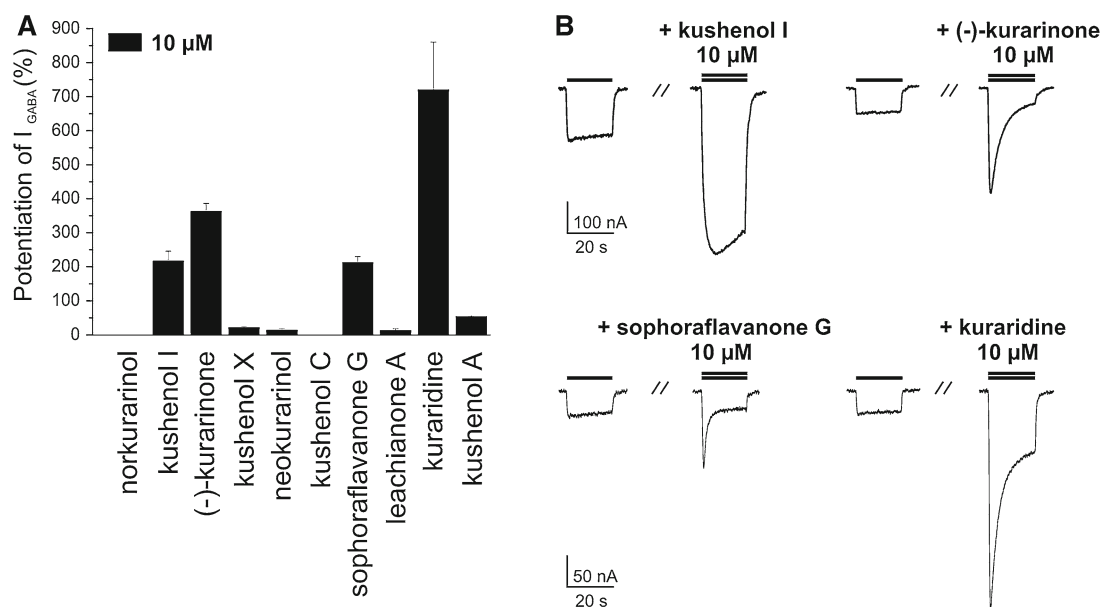 A
Potentiation of I GABA (%)
900
800
700
600
500
400
300
200
100
0
10 µM
norkurarinol
kushenol I
(-)-kurarinone
kushenol X
neokurarinol
kushenol C
sophoraflavanone G
leachianone A
kuraridine
kushenol A
B
+ kushenol I
10 µM
//
+ (-)-kurarinone
10 µM
//
100 nA
20 s
+ sophoraflavanone G
10 µM
//
+ kuraridine
10 µM
//
50 nA
20 s